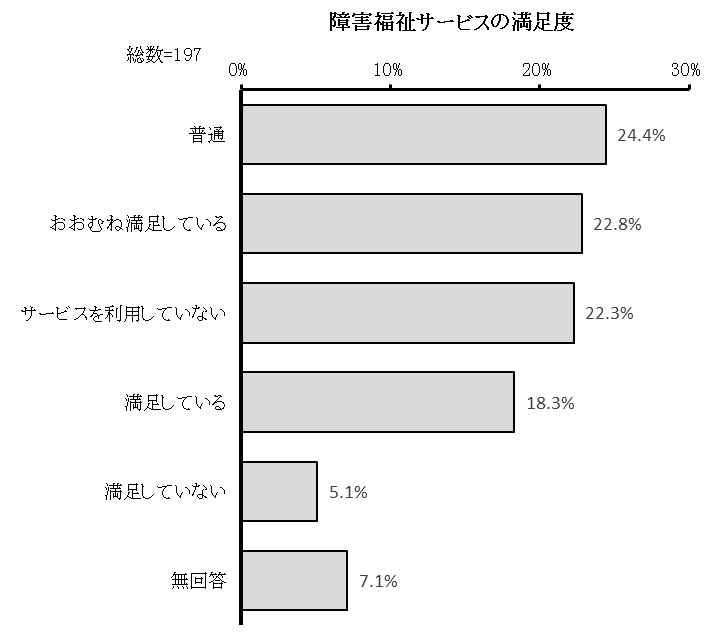 障害福祉サービスの満足度
総数=197
0% 10% 20% 30%
普通 24.4%
おおむね満足している 22.8%
サービスを利用していない 22.3%
満足している 18.3%
満足していない 5.1%
無回答 7.1%